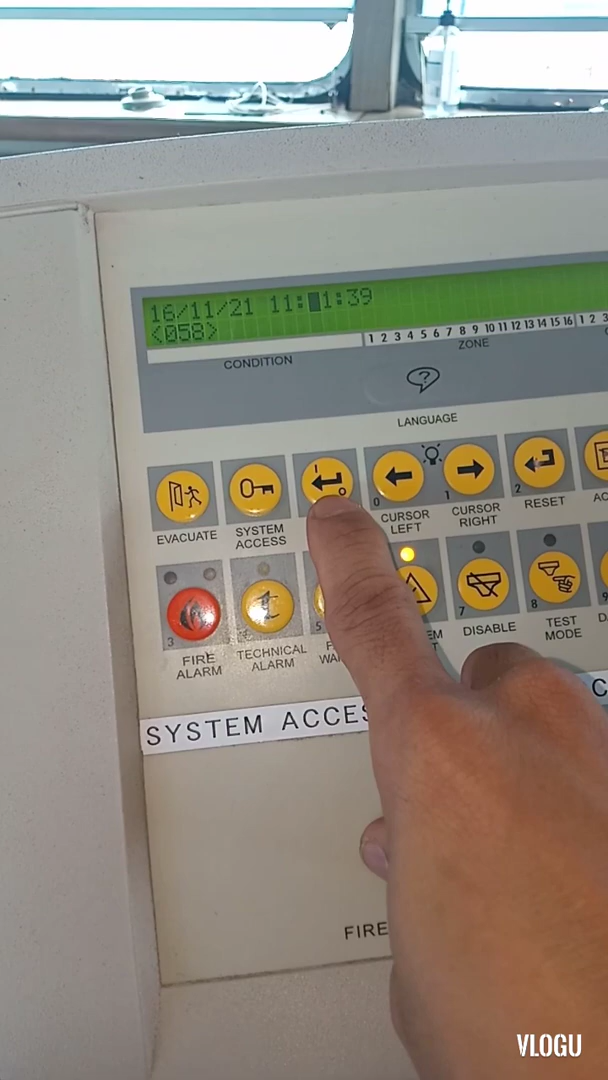 16/11/21 11:1:39
<058>
CONDITION
1 2 3 4 5 6 7 8 9 10 11 12 13 14 15 16 1 2
ZONE
?
LANGUAGE
0 1 2
EVACUATE
SYSTEM
ACCESS
CURSOR
LEFT
CURSOR
RIGHT
RESET
3
5
7
8
9
FIRE
ALARM
TECHNICAL
ALARM
DISABLE
TEST
MODE
SYSTEM ACCES
FIRE
VLOGU